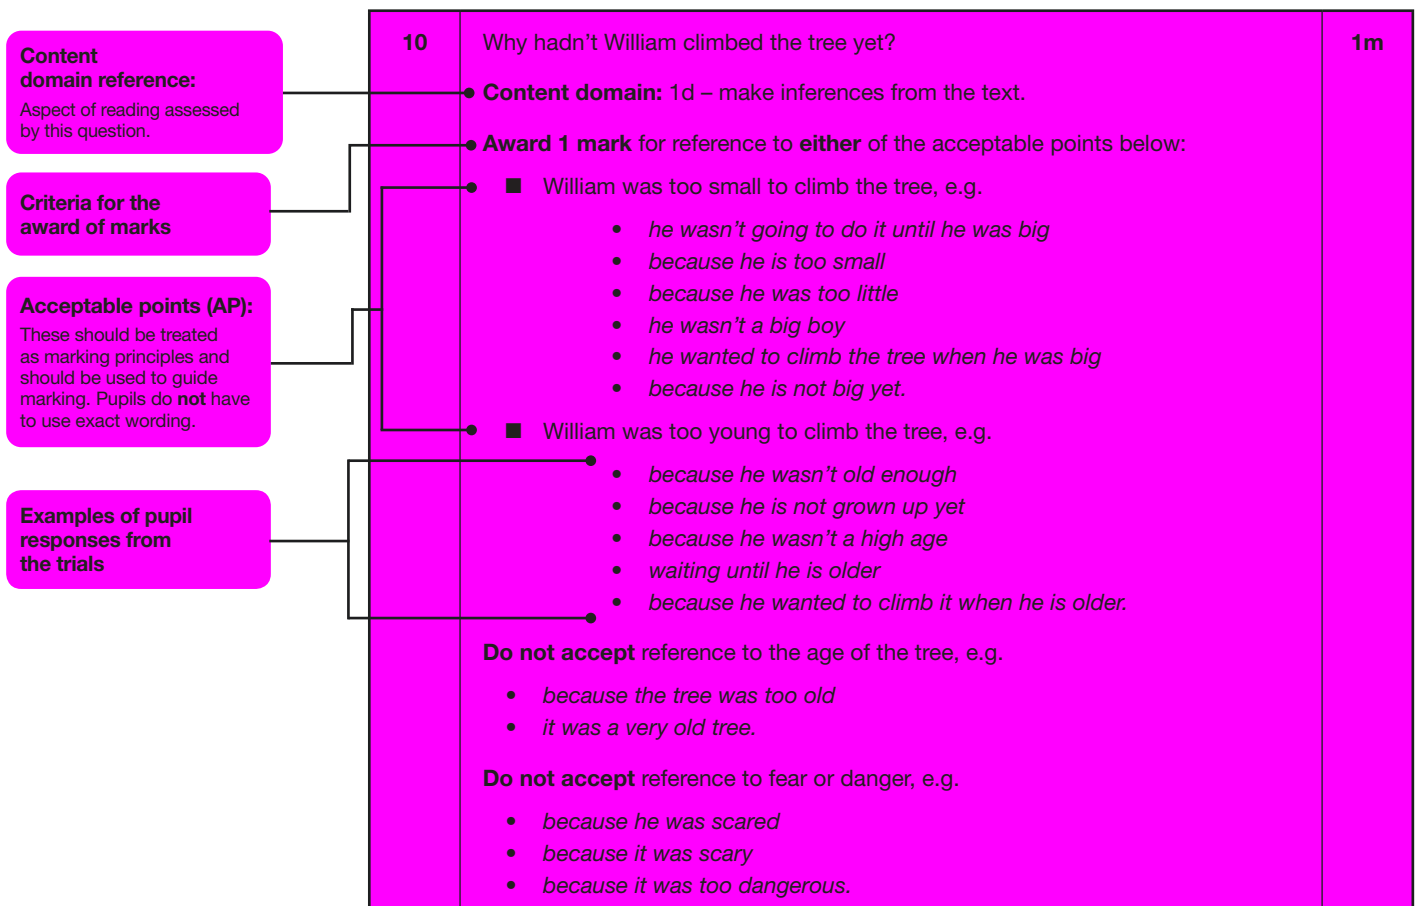 Content
domain reference:
Aspect of reading assessed
by this question.
Criteria for the
award of marks
Acceptable points (AP):
These should be treated
as marking principles and
should be used to guide
marking. Pupils do not have
to use exact wording.
Examples of pupil
responses from
the trials
10 Why hadn't William climbed the tree yet? 1m
Content domain: 1d – make inferences from the text.
Award 1 mark for reference to either of the acceptable points below:
■ William was too small to climb the tree, e.g.
• he wasn't going to do it until he was big
• because he is too small
• because he was too little
• he wasn't a big boy
• he wanted to climb the tree when he was big
• because he is not big yet.
■ William was too young to climb the tree, e.g.
• because he wasn't old enough
• because he is not grown up yet
• because he wasn't a high age
• waiting until he is older
• because he wanted to climb it when he is older.
Do not accept reference to the age of the tree, e.g.
• because the tree was too old
• it was a very old tree.
Do not accept reference to fear or danger, e.g.
• because he was scared
• because it was scary
• because it was too dangerous.